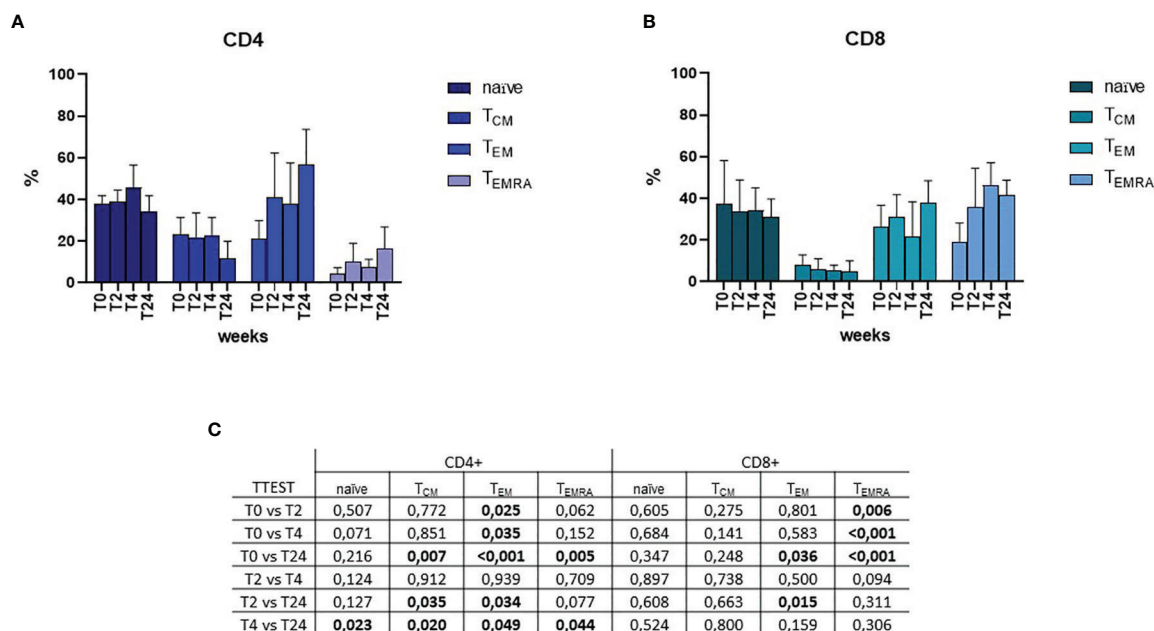 A
CD4
100
80
60
40
20
0
%
T0 T2 T4 T24 T0 T2 T4 T24 T0 T2 T4 T24 T0 T2 T4 T24
weeks
naïve
TCM
TEM
TEMRA
B
CD8
100
80
60
40
20
0
%
T0 T2 T4 T24 T0 T2 T4 T24 T0 T2 T4 T24 T0 T2 T4 T24
weeks
naïve
TCM
TEM
TEMRA
C
CD4+ CD8+
TTEST naïve TCM TEM TEMRA naïve TCM TEM TEMRA
T0 vs T2 0,507 0,772 0,025 0,062 0,605 0,275 0,801 0,006
T0 vs T4 0,071 0,851 0,035 0,152 0,684 0,141 0,583 <0,001
T0 vs T24 0,216 0,007 <0,001 0,005 0,347 0,248 0,036 <0,001
T2 vs T4 0,124 0,912 0,939 0,709 0,897 0,738 0,500 0,094
T2 vs T24 0,127 0,035 0,034 0,077 0,608 0,663 0,015 0,311
T4 vs T24 0,023 0,020 0,049 0,044 0,524 0,800 0,159 0,306